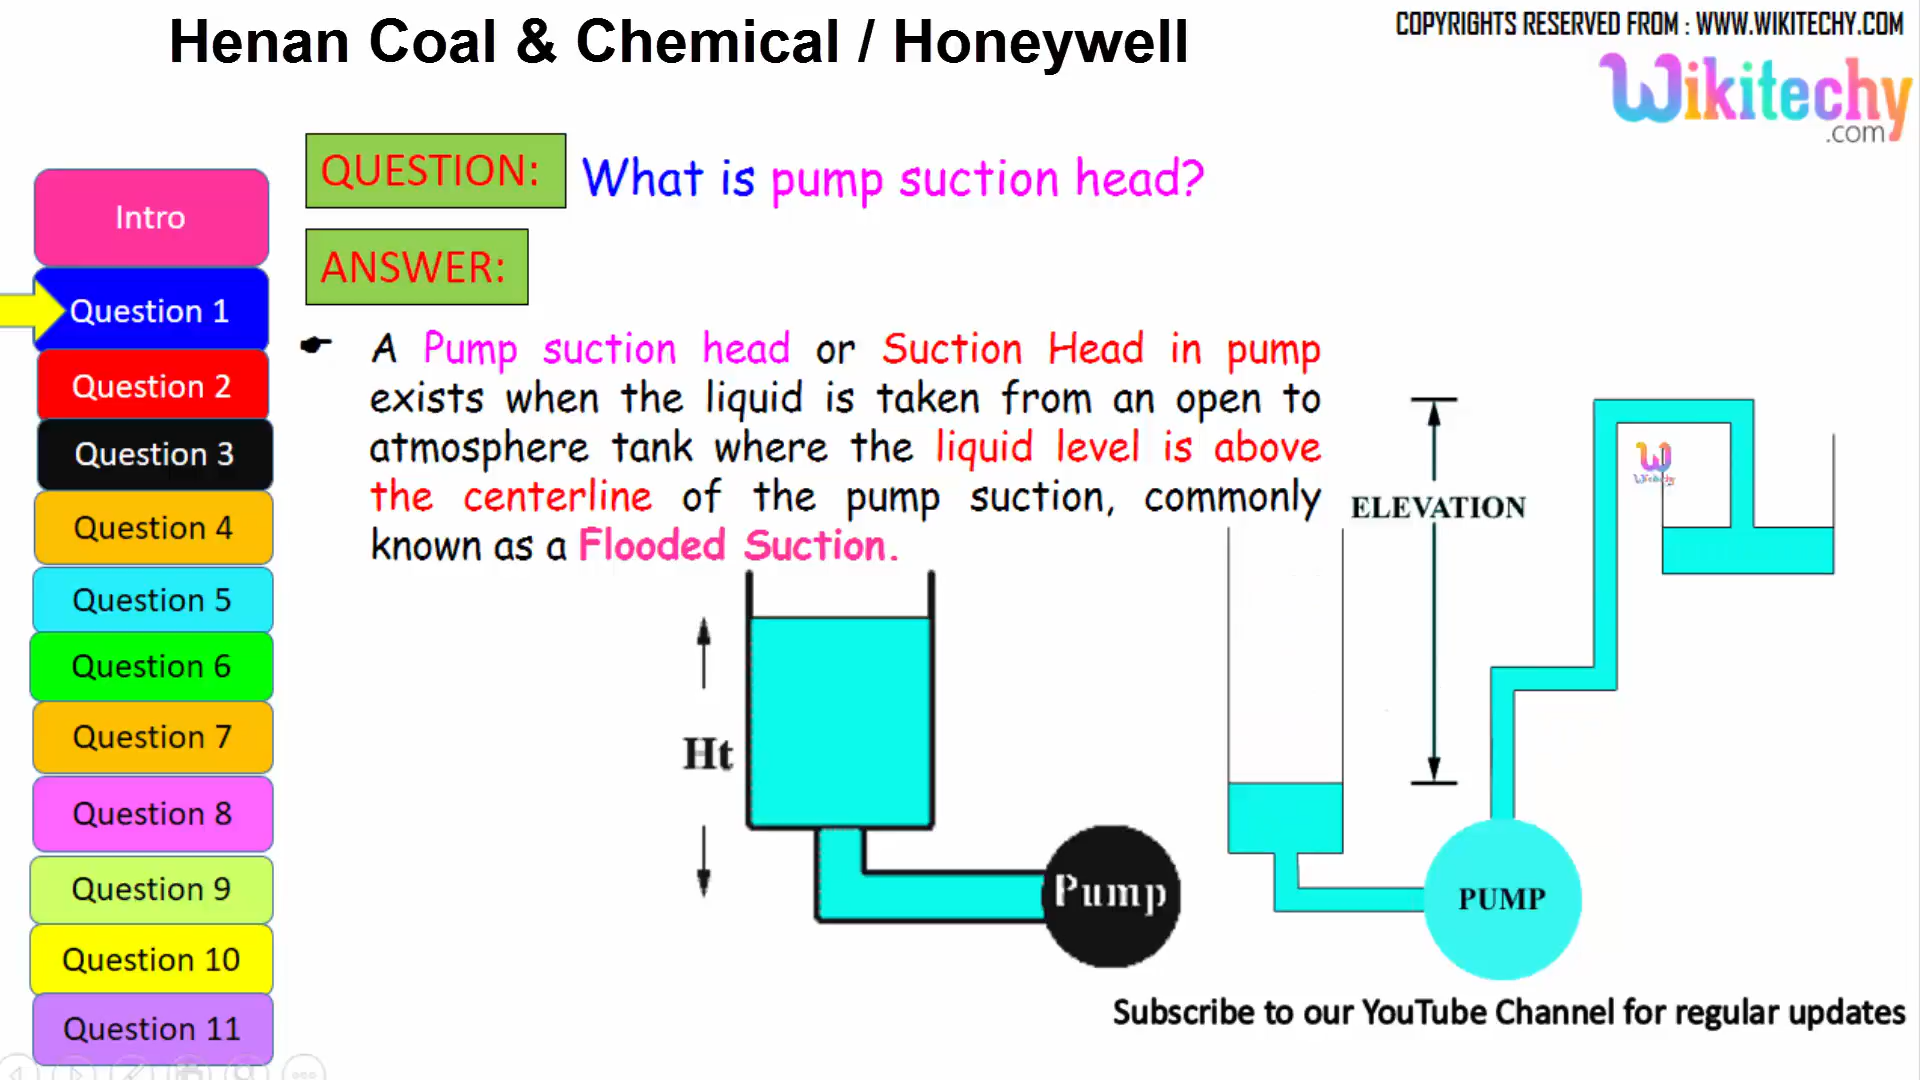 Henan Coal & Chemical / Honeywell
COPYRIGHTS RESERVED FROM : WWW.WIKITECHY.COM
Wikitechy
.com
QUESTION: What is pump suction head?
ANSWER:
Intro
Question 1
Question 2
Question 3
Question 4
Question 5
Question 6
Question 7
Question 8
Question 9
Question 10
Question 11
A Pump suction head or Suction Head in pump
exists when the liquid is taken from an open to
atmosphere tank where the liquid level is above
the centerline of the pump suction, commonly
known as a Flooded Suction.
Ht
Pump
ELEVATION
W
Wikitechy
PUMP
Subscribe to our YouTube Channel for regular updates